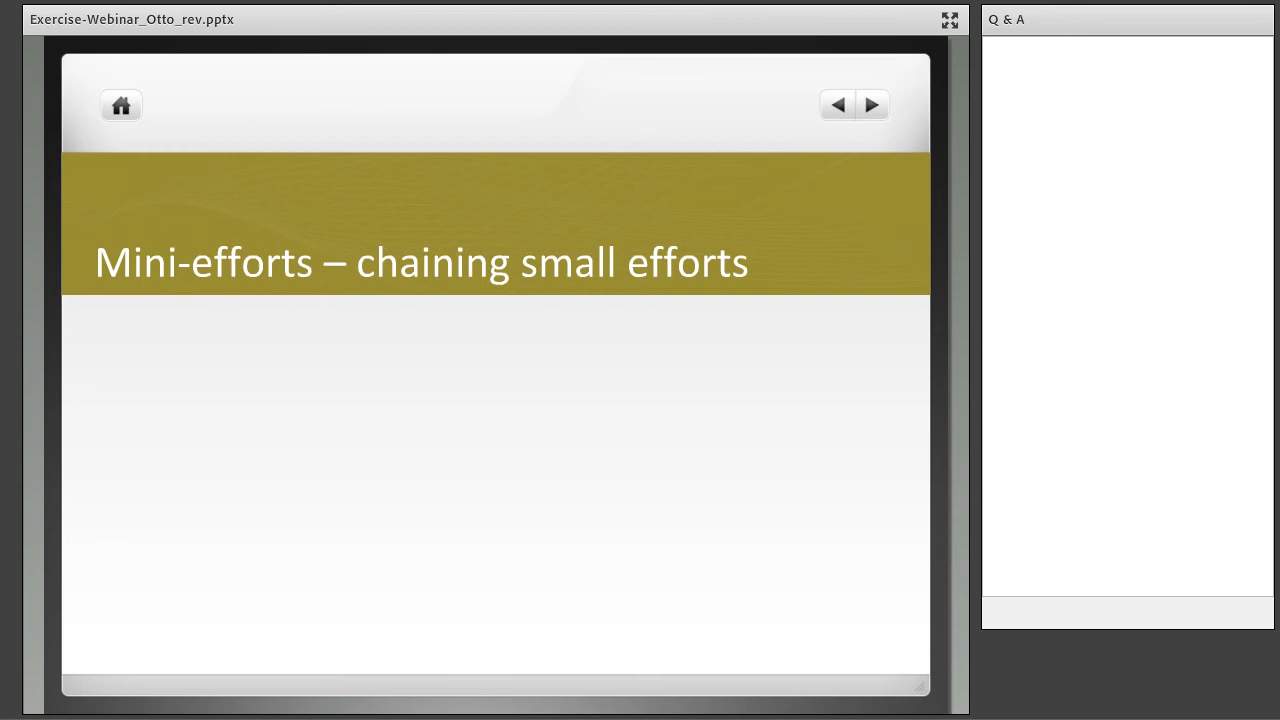 Exercise-Webinar_Otto_rev.pptx
Q & A
Mini-efforts – chaining small efforts